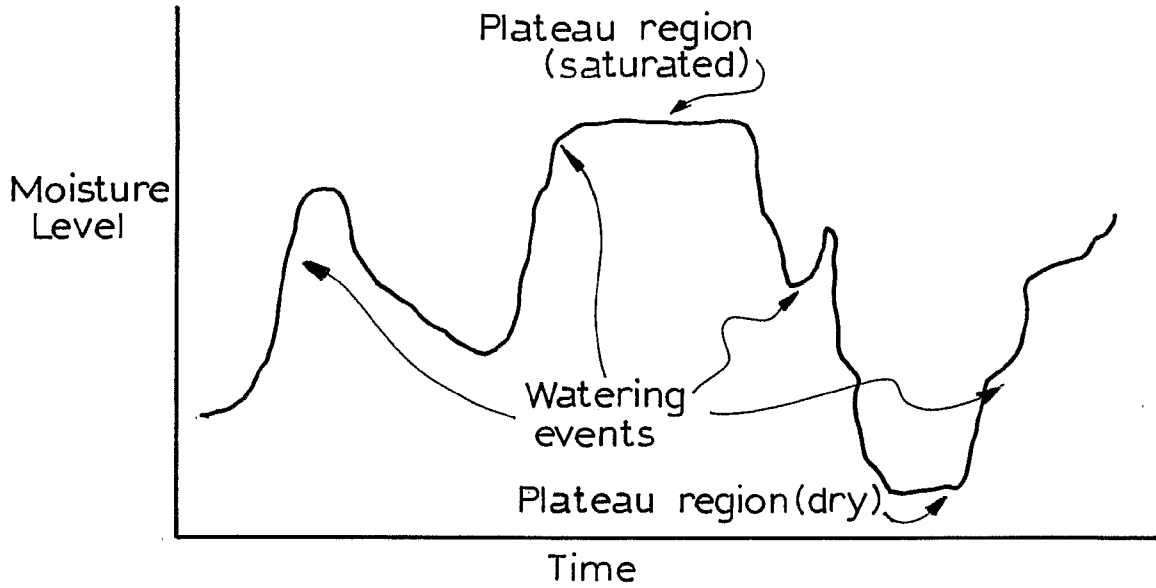 Plateau region
(saturated)
Moisture
Level
Watering
events
Plateau region (dry)
Time